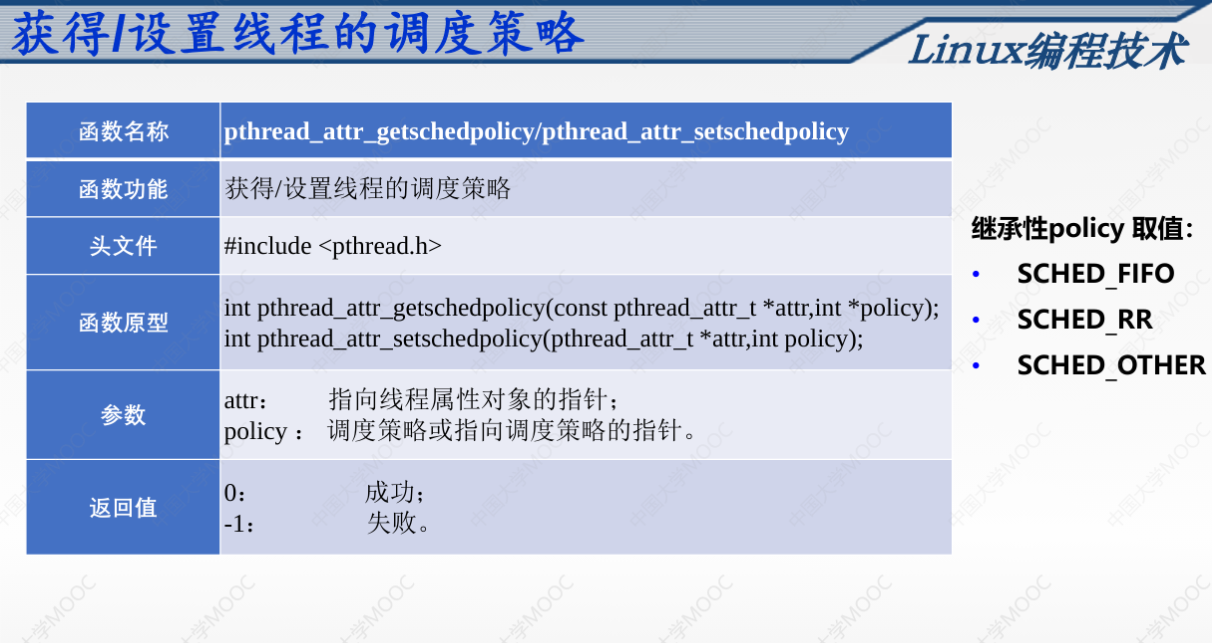 获得/设置线程的调度策略
Linux编程技术
函数名称 pthread_attr_getschedpolicy/pthread_attr_setschedpolicy
函数功能 获得/设置线程的调度策略
头文件 #include <pthread.h>
函数原型 int pthread_attr_getschedpolicy(const pthread_attr_t *attr,int *policy);
int pthread_attr_setschedpolicy(pthread_attr_t *attr,int policy);
参数 attr： 指向线程属性对象的指针；
policy ： 调度策略或指向调度策略的指针。
返回值 0： 成功；
-1： 失败。
继承性policy 取值：
• SCHED_FIFO
• SCHED_RR
• SCHED_OTHER
中国大学MOOC